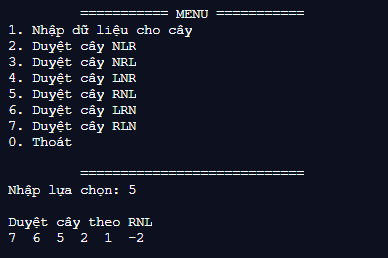 =========== MENU ===========
1. Nhập dữ liệu cho cây
2. Duyệt cây NLR
3. Duyệt cây NRL
4. Duyệt cây LNR
5. Duyệt cây RNL
6. Duyệt cây LRN
7. Duyệt cây RLN
0. Thoát
============================
Nhập lựa chọn: 5
Duyệt cây theo RNL
7 6 5 2 1 -2